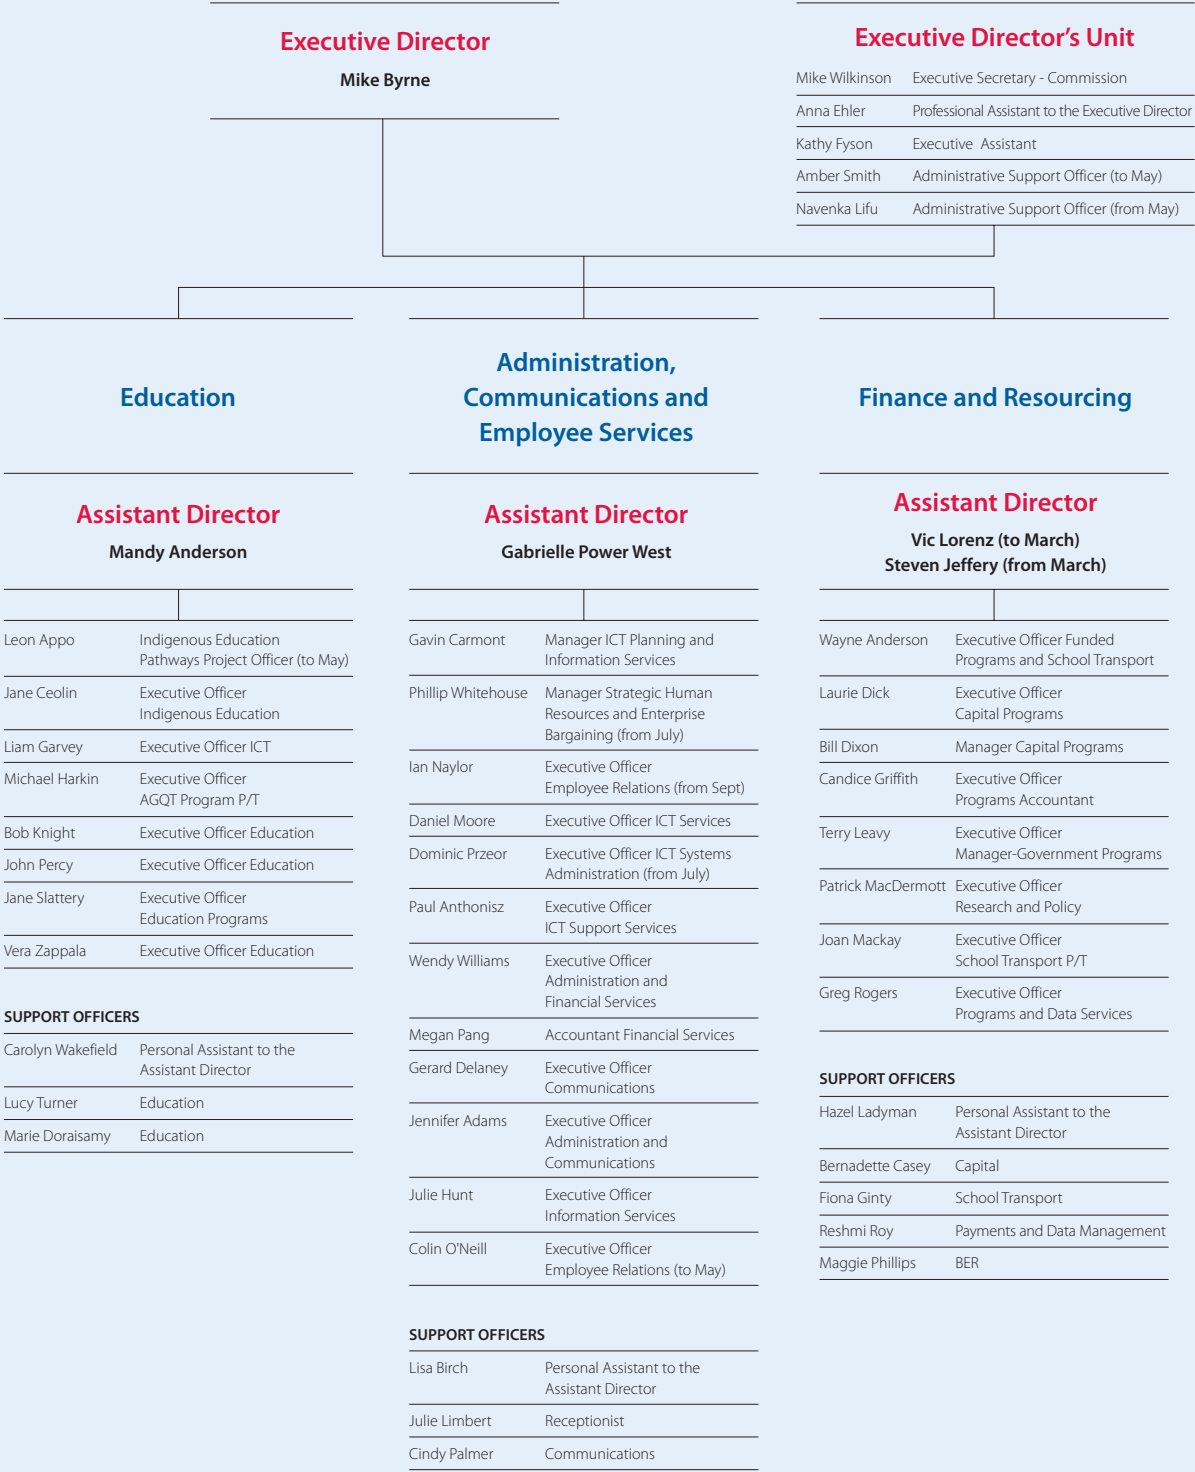 Executive Director
Mike Byrne
Executive Director's Unit
Mike Wilkinson Executive Secretary - Commission
Anna Ehler Professional Assistant to the Executive Director
Kathy Fyson Executive Assistant
Amber Smith Administrative Support Officer (to May)
Navenka Lifu Administrative Support Officer (from May)
Education
Assistant Director
Mandy Anderson
Leon Appo Indigenous Education
Pathways Project Officer (to May)
Jane Ceolin Executive Officer
Indigenous Education
Liam Garvey Executive Officer ICT
Michael Harkin Executive Officer
AGQT Program P/T
Bob Knight Executive Officer Education
John Percy Executive Officer Education
Jane Slattery Executive Officer
Education Programs
Vera Zappala Executive Officer Education
SUPPORT OFFICERS
Carolyn Wakefield Personal Assistant to the
Assistant Director
Lucy Turner Education
Marie Doraisamy Education
Administration,
Communications and
Employee Services
Assistant Director
Gabrielle Power West
Gavin Carmont Manager ICT Planning and
Information Services
Phillip Whitehouse Manager Strategic Human
Resources and Enterprise
Bargaining (from July)
Ian Naylor Executive Officer
Employee Relations (from Sept)
Daniel Moore Executive Officer ICT Services
Dominic Przeor Executive Officer ICT Systems
Administration (from July)
Paul Anthonisz Executive Officer
ICT Support Services
Wendy Williams Executive Officer
Administration and
Financial Services
Megan Pang Accountant Financial Services
Gerard Delaney Executive Officer
Communications
Jennifer Adams Executive Officer
Administration and
Communications
Julie Hunt Executive Officer
Information Services
Colin O'Neill Executive Officer
Employee Relations (to May)
SUPPORT OFFICERS
Lisa Birch Personal Assistant to the
Assistant Director
Julie Limbert Receptionist
Cindy Palmer Communications
Finance and Resourcing
Assistant Director
Vic Lorenz (to March)
Steven Jeffery (from March)
Wayne Anderson Executive Officer Funded
Programs and School Transport
Laurie Dick Executive Officer
Capital Programs
Bill Dixon Manager Capital Programs
Candice Griffith Executive Officer
Programs Accountant
Terry Leavy Executive Officer
Manager-Government Programs
Patrick MacDermott Executive Officer
Research and Policy
Joan Mackay Executive Officer
School Transport P/T
Greg Rogers Executive Officer
Programs and Data Services
SUPPORT OFFICERS
Hazel Ladyman Personal Assistant to the
Assistant Director
Bernadette Casey Capital
Fiona Ginty School Transport
Reshmi Roy Payments and Data Management
Maggie Phillips BER